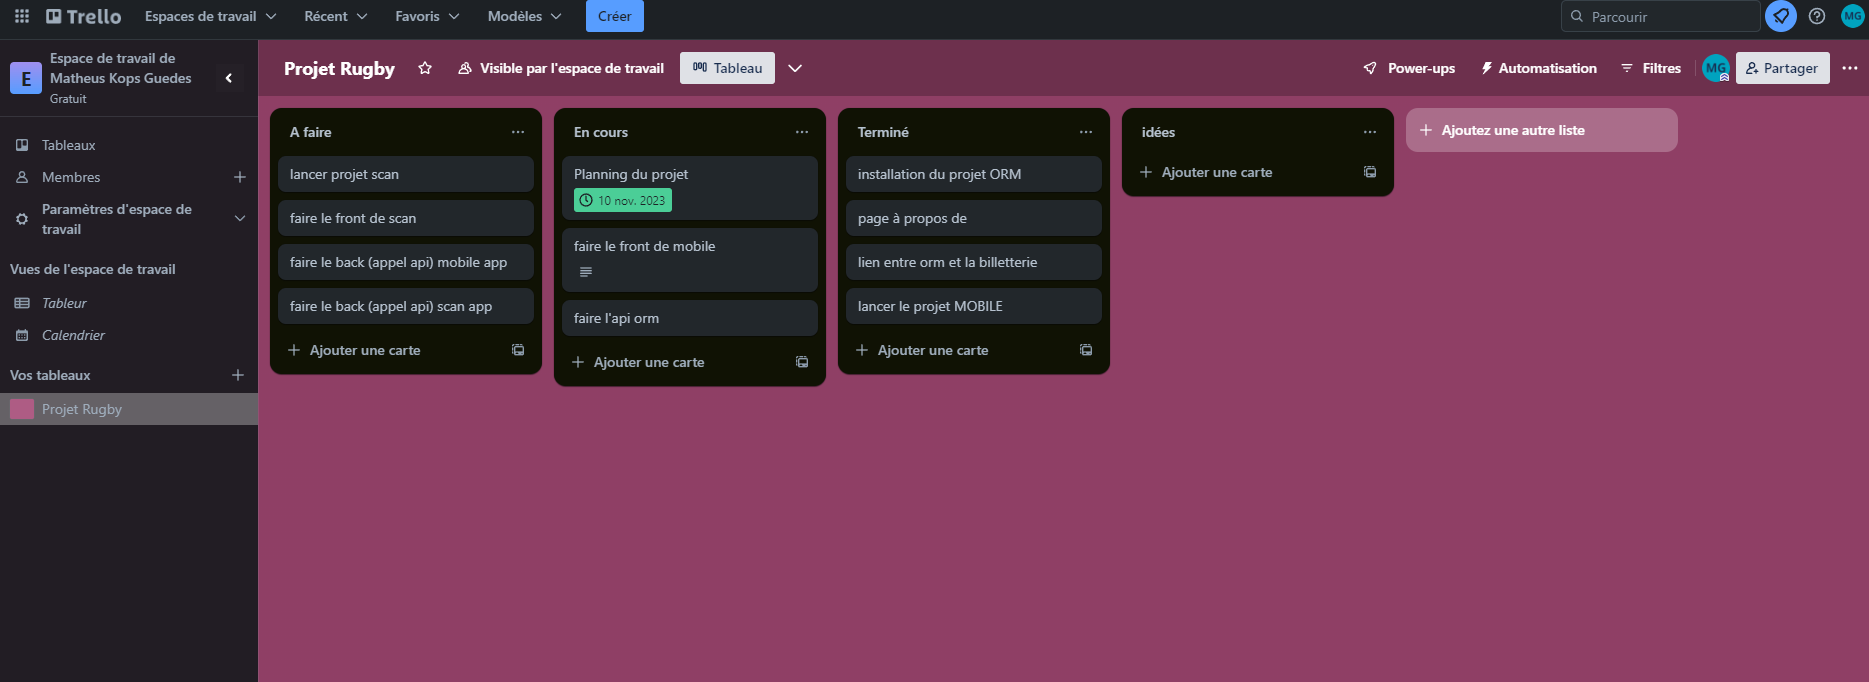 Trello
Espaces de travail
Récent
Favoris
Modèles
Créer
Parcourir
MG
E
Espace de travail de
Matheus Kops Guedes
Gratuit
Projet Rugby
Visible par l'espace de travail
Tableau
Power-ups
Automatisation
Filtres
MG
Partager
Tableaux
Membres
Paramètres d'espace de
travail
Vues de l'espace de travail
Tableur
Calendrier
Vos tableaux
Projet Rugby
A faire
lancer projet scan
faire le front de scan
faire le back (appel api) mobile app
faire le back (appel api) scan app
Ajouter une carte
En cours
Planning du projet
10 nov. 2023
faire le front de mobile
faire l'api orm
Ajouter une carte
Terminé
installation du projet ORM
page à propos de
lien entre orm et la billetterie
lancer le projet MOBILE
Ajouter une carte
idées
Ajouter une carte
Ajoutez une autre liste